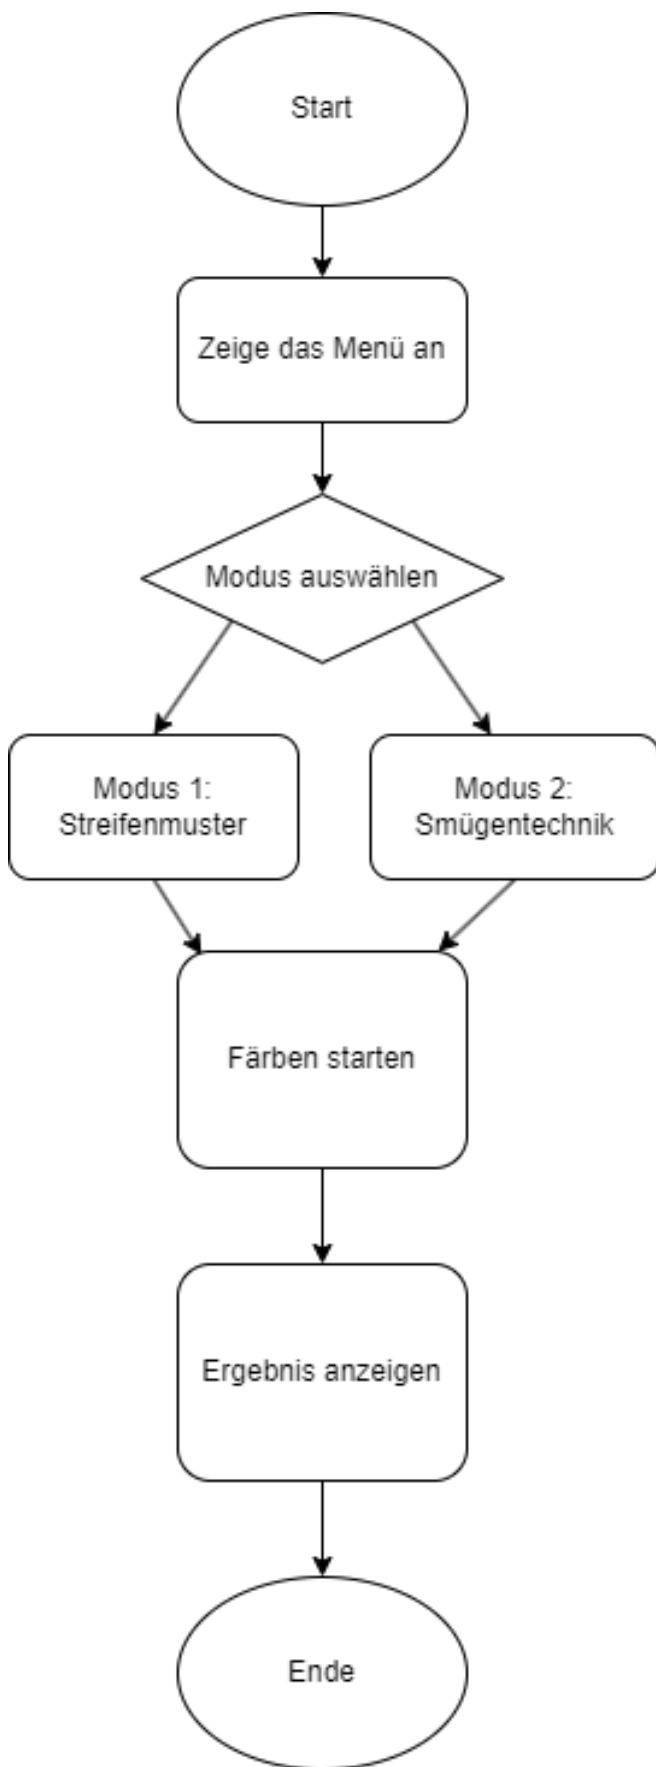 Start
Zeige das Menü an
Modus auswählen
Modus 1:
Streifenmuster
Modus 2:
Smügentechnik
Färben starten
Ergebnis anzeigen
Ende